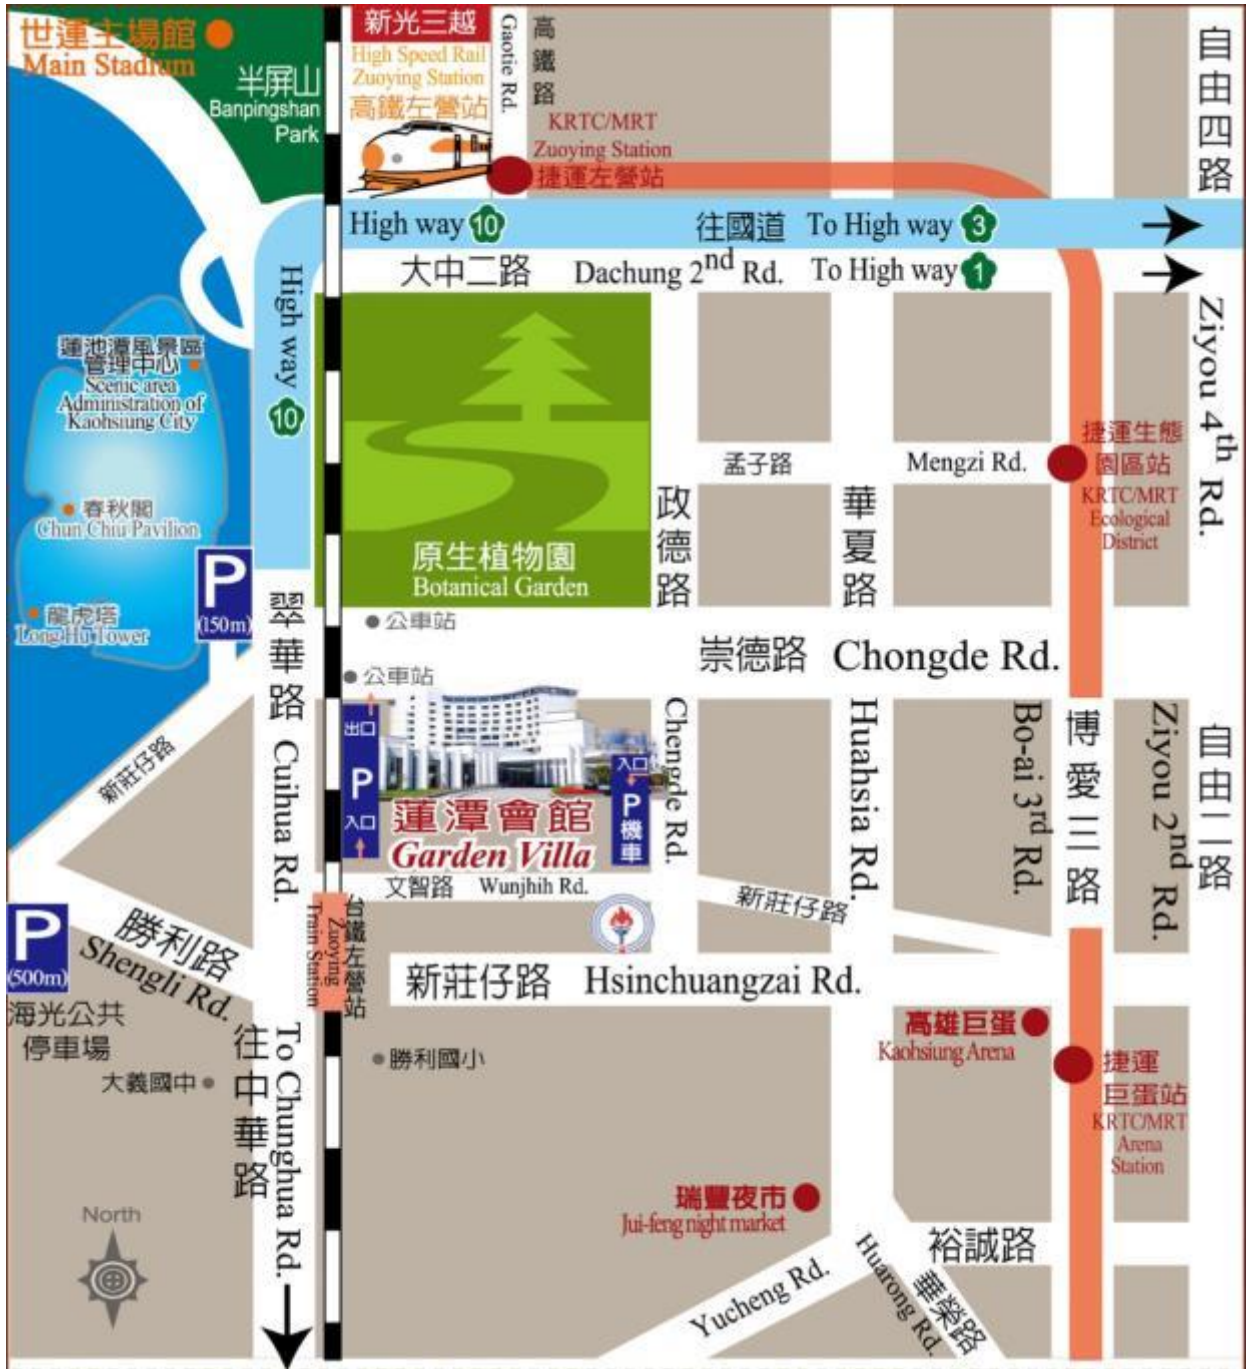 世運主場館
Main Stadium
半屏山
Banpingshan
Park
新光三越
High Speed Rail
Zuoying Station
高鐵左營站
Gaotie Rd.
高鐵路
KRTC/MRT
Zuoying Station
捷運左營站
自由四路
High way 10
往國道 To High way 3
大中二路 Dachung 2nd Rd. To High way 1
High way 10
Ziyou 4th Rd.
蓮池潭風景區
管理中心
Scenic area
Administration of
Kaohsiung City
春秋閣
Chun Chiu Pavilion
龍虎塔
Long Hu Tower
P
(150m)
原生植物園
Botanical Garden
孟子路
Mengzi Rd.
捷運生態
園區站
KRTC/MRT
Ecological
District
政德路
華夏路
公車站
公車站
崇德路 Chongde Rd.
翠華路 Cuihua Rd.
新莊仔路
出口
P
入口
入口
P
機車
蓮潭會館
Garden Villa
Chengde Rd.
Huahsia Rd.
Bo-ai 3rd Rd.
博愛三路
Ziyou 2nd Rd.
自由二路
文智路 Wunjhih Rd.
新莊仔路
P
(500m)
海光公共
停車場
勝利路
Shengli Rd.
Zuoying
Train Station
台鐵左營站
新莊仔路 Hsinchuangzai Rd.
高雄巨蛋
Kaohsiung Arena
捷運
巨蛋站
KRTC/MRT
Arena
Station
大義國中
勝利國小
往中華路
To Chunghua Rd.
瑞豐夜市
Jui-feng night market
North
裕誠路
Yucheng Rd.
華榮路
Huarong Rd.